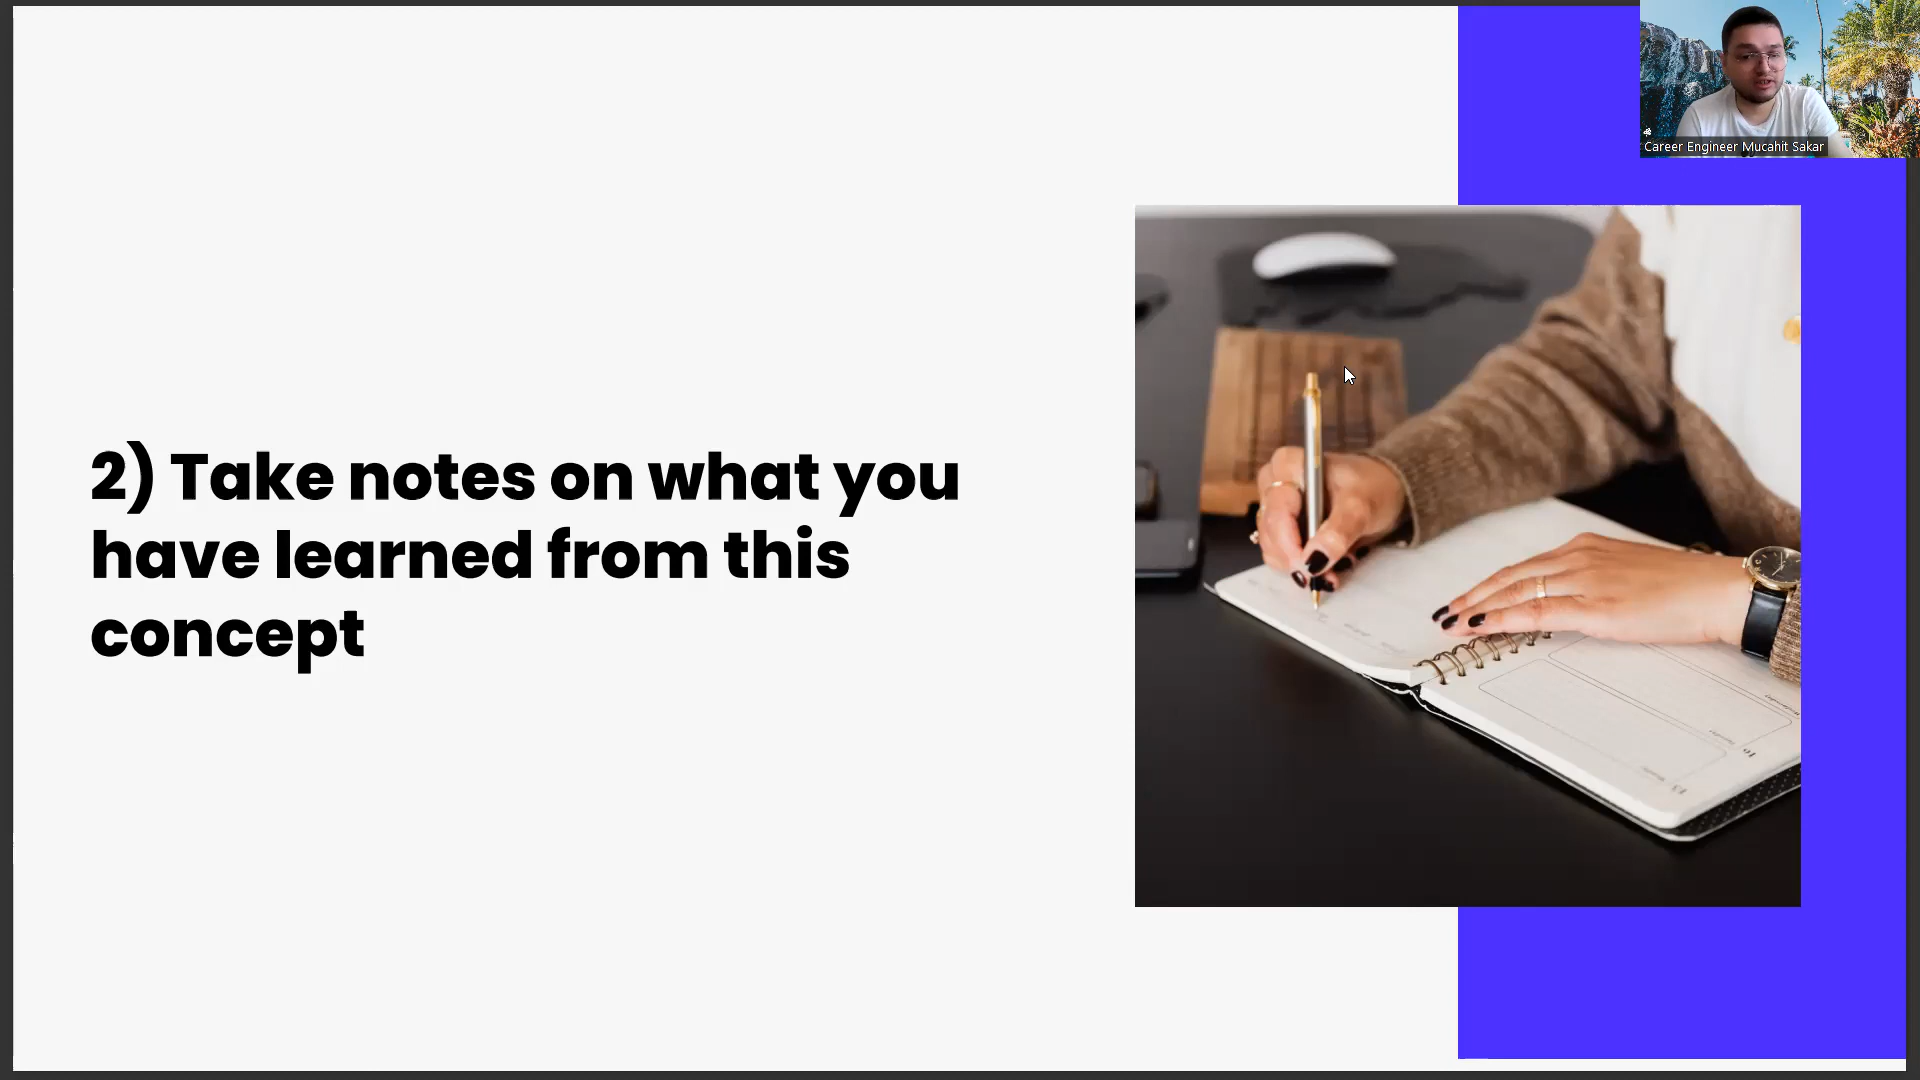 Career Engineer Mucahit Sakar
2) Take notes on what you
have learned from this
concept